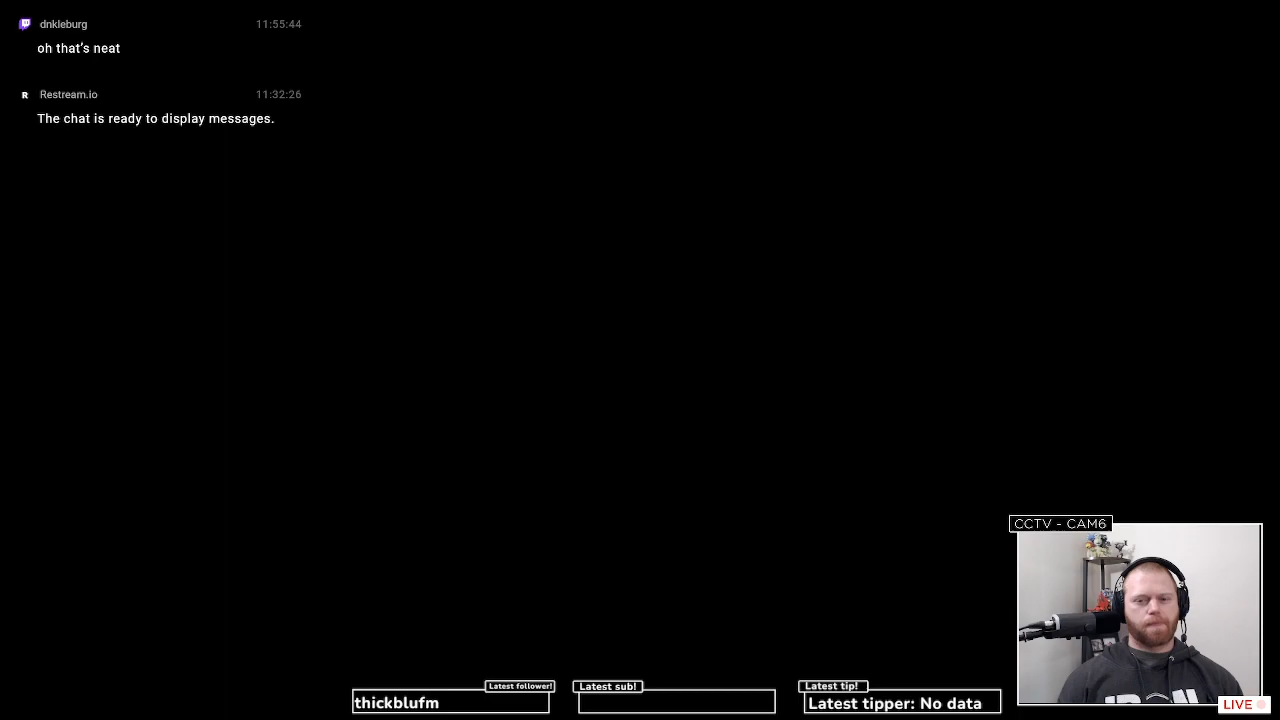 dnkleburg 11:55:44
oh that's neat
R Restream.io 11:32:26
The chat is ready to display messages.
CCTV - CAM6
Latest follower! Latest sub! Latest tip!
thickblufm Latest tipper: No data
LIVE